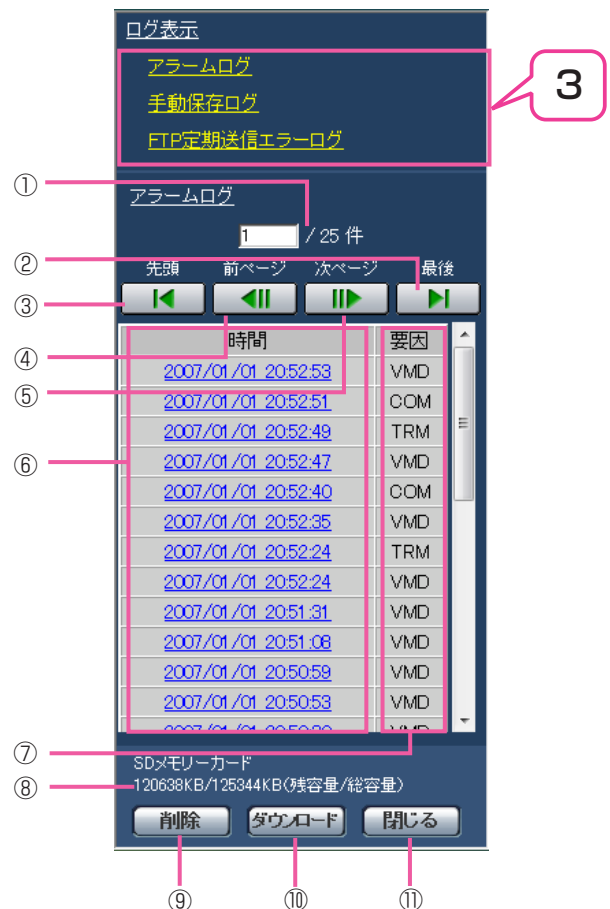 ログ表示
アラームログ
手動保存ログ
FTP定期送信エラーログ
3
①
アラームログ
1 / 25 件
②
先頭 前ページ 次ページ 最後
③
④
⑤
時間 要因
2007/01/01 20:52:53 VMD
2007/01/01 20:52:51 COM
2007/01/01 20:52:49 TRM
⑥
2007/01/01 20:52:47 VMD
2007/01/01 20:52:40 COM
2007/01/01 20:52:35 VMD
2007/01/01 20:52:24 TRM
2007/01/01 20:52:24 VMD
2007/01/01 20:51:31 VMD
2007/01/01 20:51:08 VMD
2007/01/01 20:50:59 VMD
2007/01/01 20:50:53 VMD
⑦
SDメモリーカード
⑧
120638KB/125344KB(残容量/総容量)
削除 ダウンロード 閉じる
⑨ ⑩ ⑪